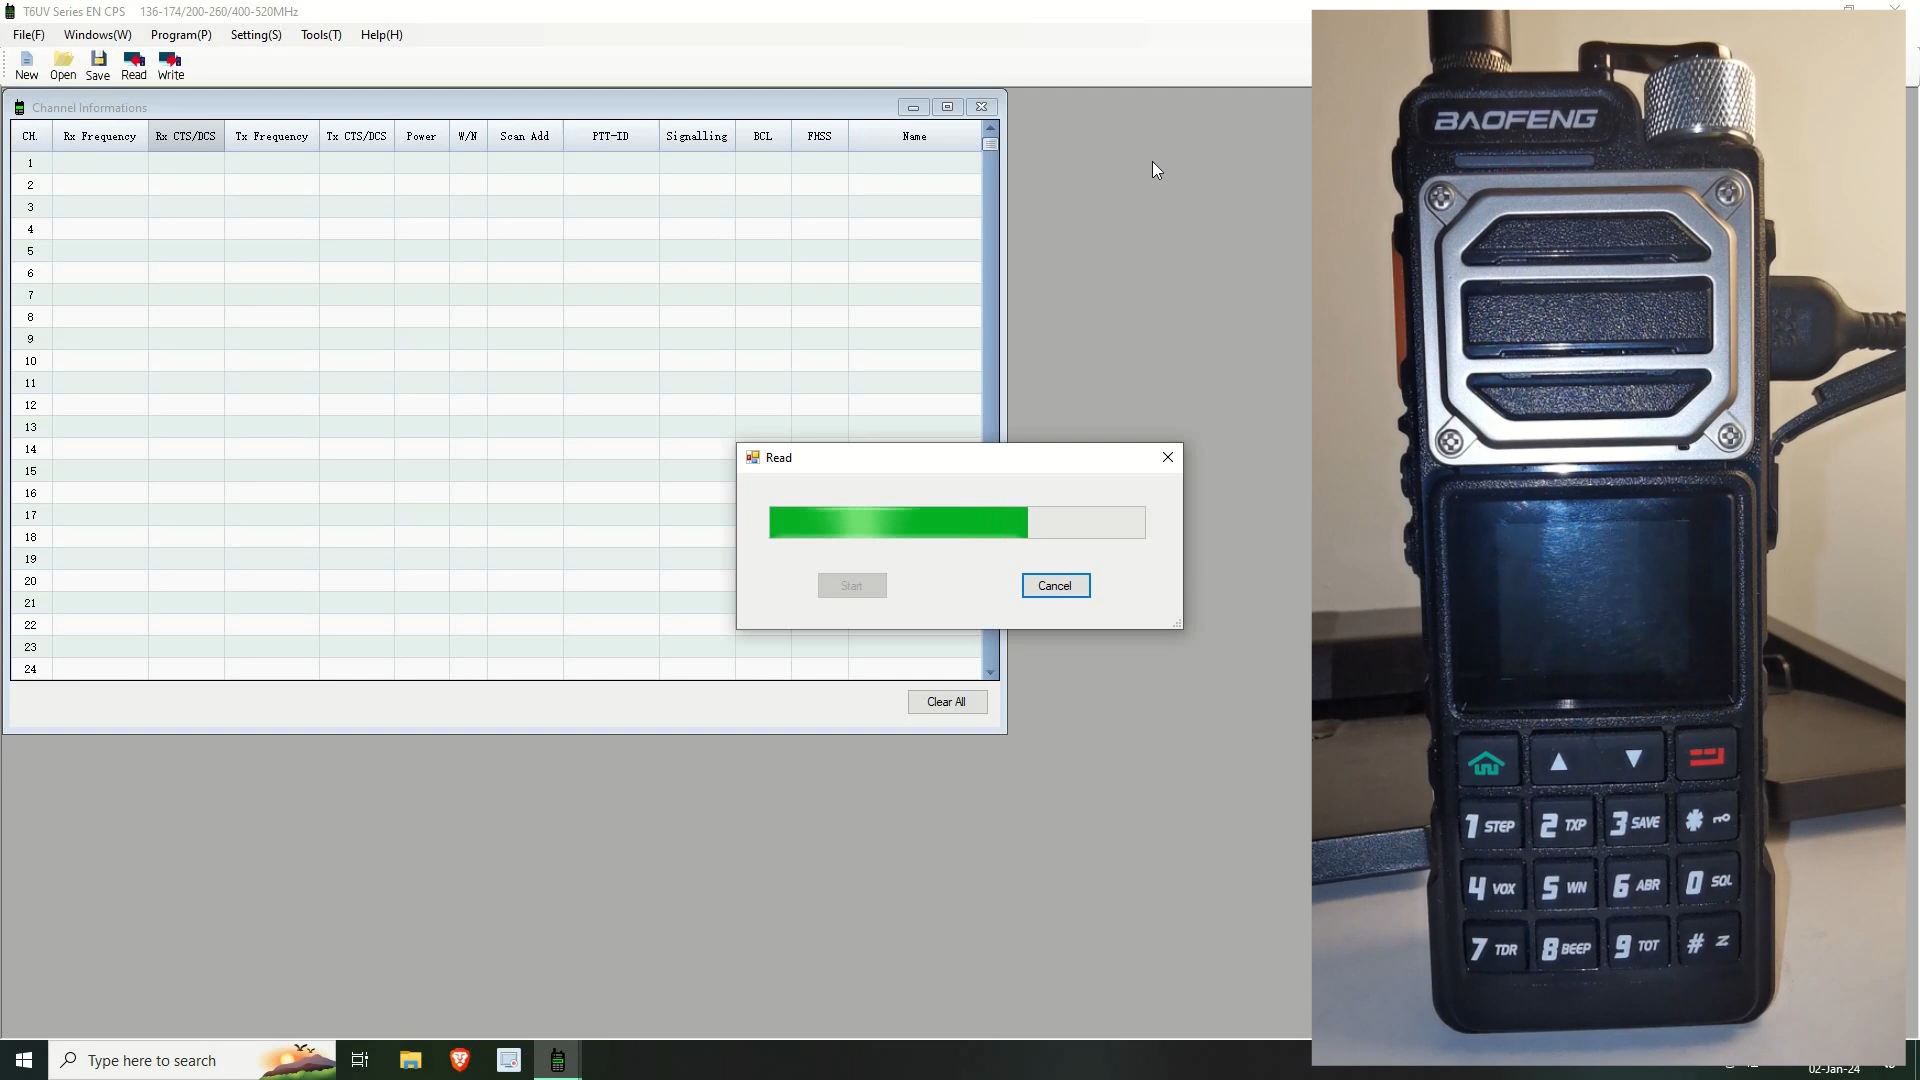 T6UV Series EN CPS 136-174/200-260/400-520MHz
File(F) Windows(W) Program(P) Setting(S) Tools(T) Help(H)
New Open Save Read Write
Channel Informations
CH. Rx Frequency Rx CTS/DCS Tx Frequency Tx CTS/DCS Power W/N Scan Add PTT-ID Signalling BCL FHSS Name
1
2
3
4
5
6
7
8
9
10
11
12
13
14
15
16
17
18
19
20
21
22
23
24
Read
Start Cancel
Clear All
BAOFENG
1 STEP 2 TXP 3 SAVE *
4 VOX 5 WN 6 ABR 0 SQL
7 TDR 8 BEEP 9 TOT # Z
Type here to search
02-Jan-24